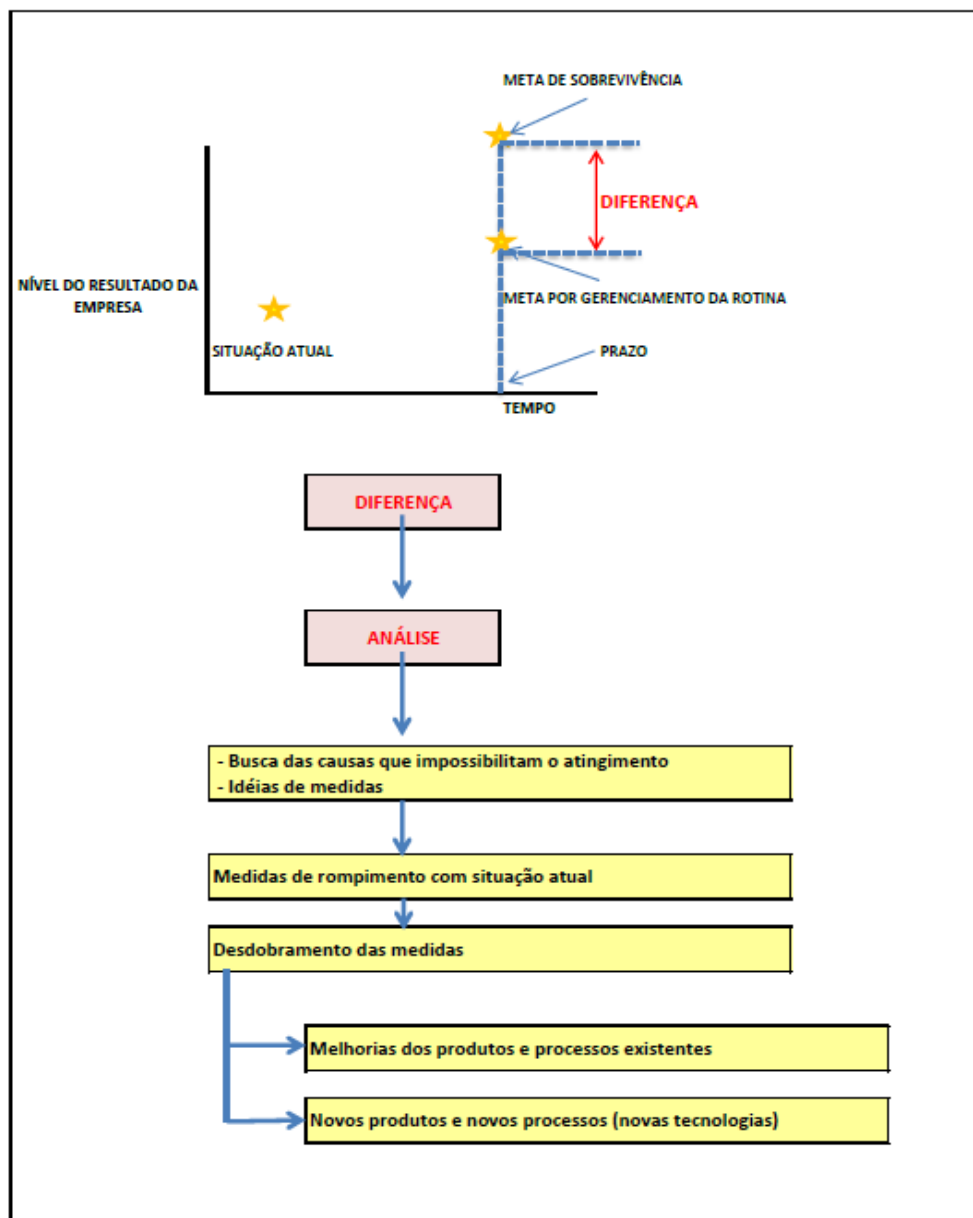 META DE SOBREVIVÊNCIA
DIFERENÇA
NÍVEL DO RESULTADO DA
EMPRESA
META POR GERENCIAMENTO DA ROTINA
SITUAÇÃO ATUAL
PRAZO
TEMPO
DIFERENÇA
ANÁLISE
- Busca das causas que impossibilitam o atingimento
- Idéias de medidas
Medidas de rompimento com situação atual
Desdobramento das medidas
Melhorias dos produtos e processos existentes
Novos produtos e novos processos (novas tecnologias)